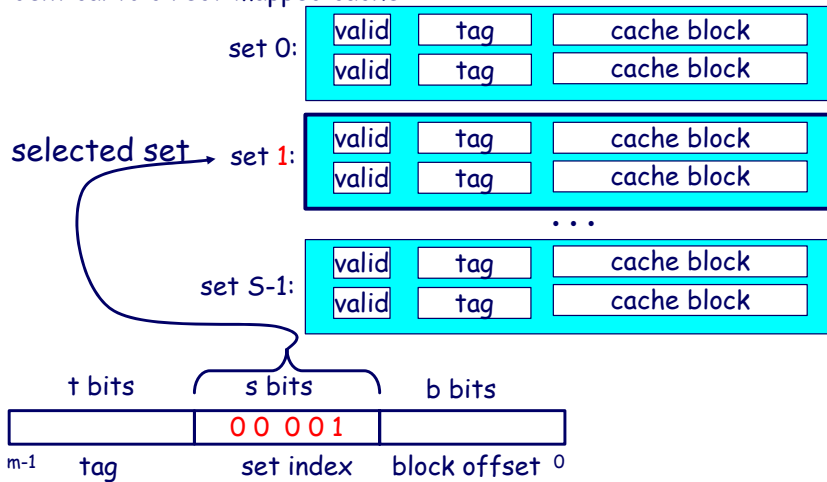 set 0:
valid tag cache block
valid tag cache block
selected set
set 1:
valid tag cache block
valid tag cache block
. . .
set S-1:
valid tag cache block
valid tag cache block
t bits s bits b bits
0 0 0 0 1
m-1 tag set index block offset 0